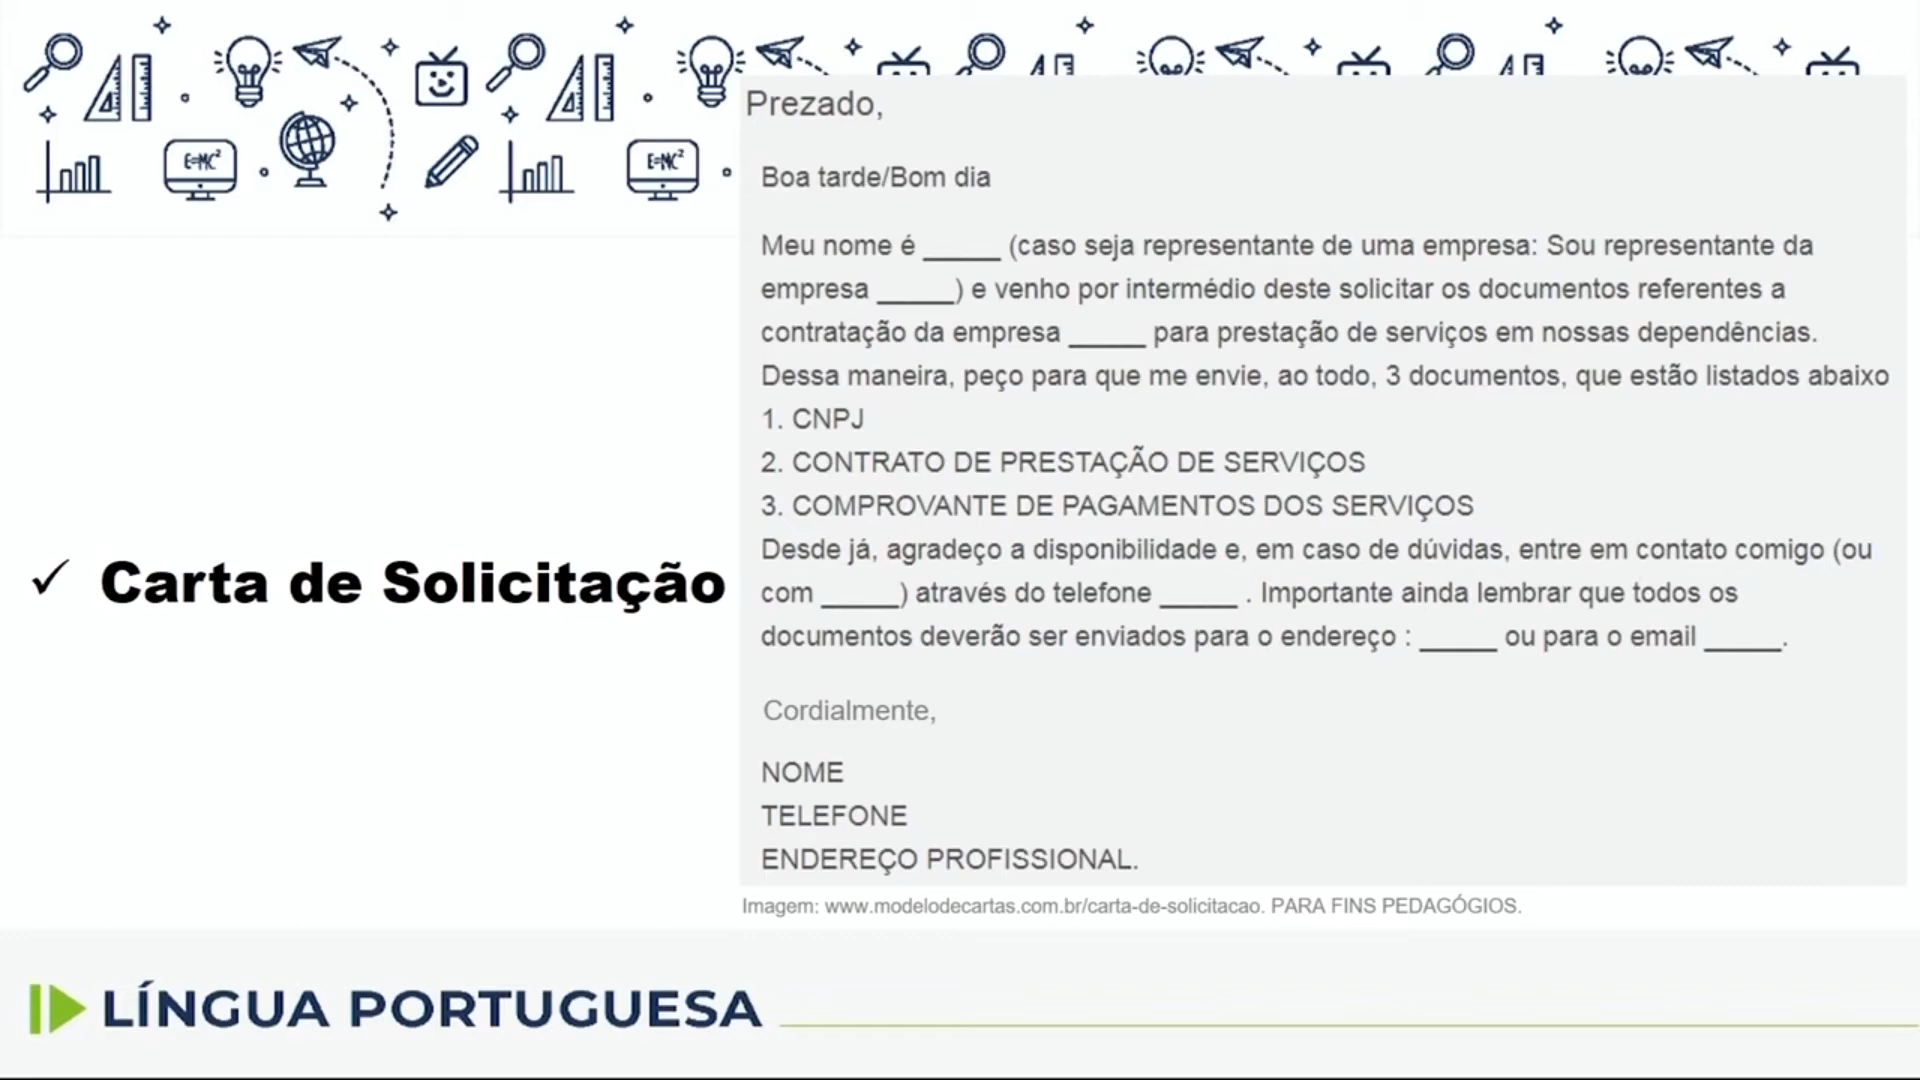 E=MC²
E=MC²
Prezado,
Boa tarde/Bom dia
Meu nome é _____ (caso seja representante de uma empresa: Sou representante da
empresa _____) e venho por intermédio deste solicitar os documentos referentes a
contratação da empresa _____ para prestação de serviços em nossas dependências.
Dessa maneira, peço para que me envie, ao todo, 3 documentos, que estão listados abaixo
1. CNPJ
2. CONTRATO DE PRESTAÇÃO DE SERVIÇOS
3. COMPROVANTE DE PAGAMENTOS DOS SERVIÇOS
Desde já, agradeço a disponibilidade e, em caso de dúvidas, entre em contato comigo (ou
com _____) através do telefone _____ . Importante ainda lembrar que todos os
documentos deverão ser enviados para o endereço : _____ ou para o email _____.
Cordialmente,
NOME
TELEFONE
ENDEREÇO PROFISSIONAL.
✓ Carta de Solicitação
Imagem: www.modelodecartas.com.br/carta-de-solicitacao. PARA FINS PEDAGÓGIOS.
LÍNGUA PORTUGUESA